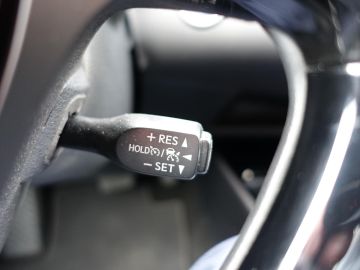 + RES ▲
HOLD / ◄
− SET ▼